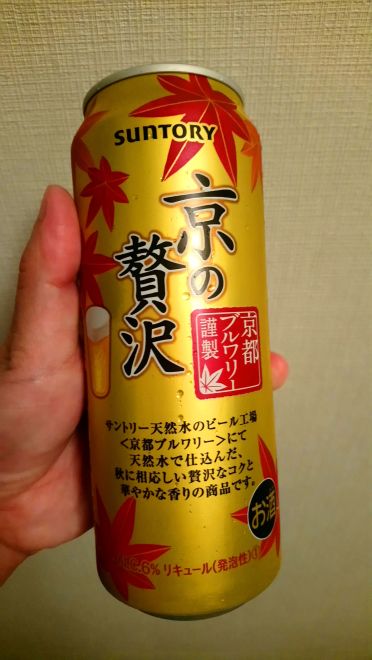 SUNTORY
京の
贅沢
京都
ブルワリー
謹製
サントリー天然水のビール工場
<京都ブルワリー>にて
天然水で仕込んだ、
秋に相応しい贅沢なコクと
華やかな香りの商品です。
お酒
6%リキュール(発泡性)①